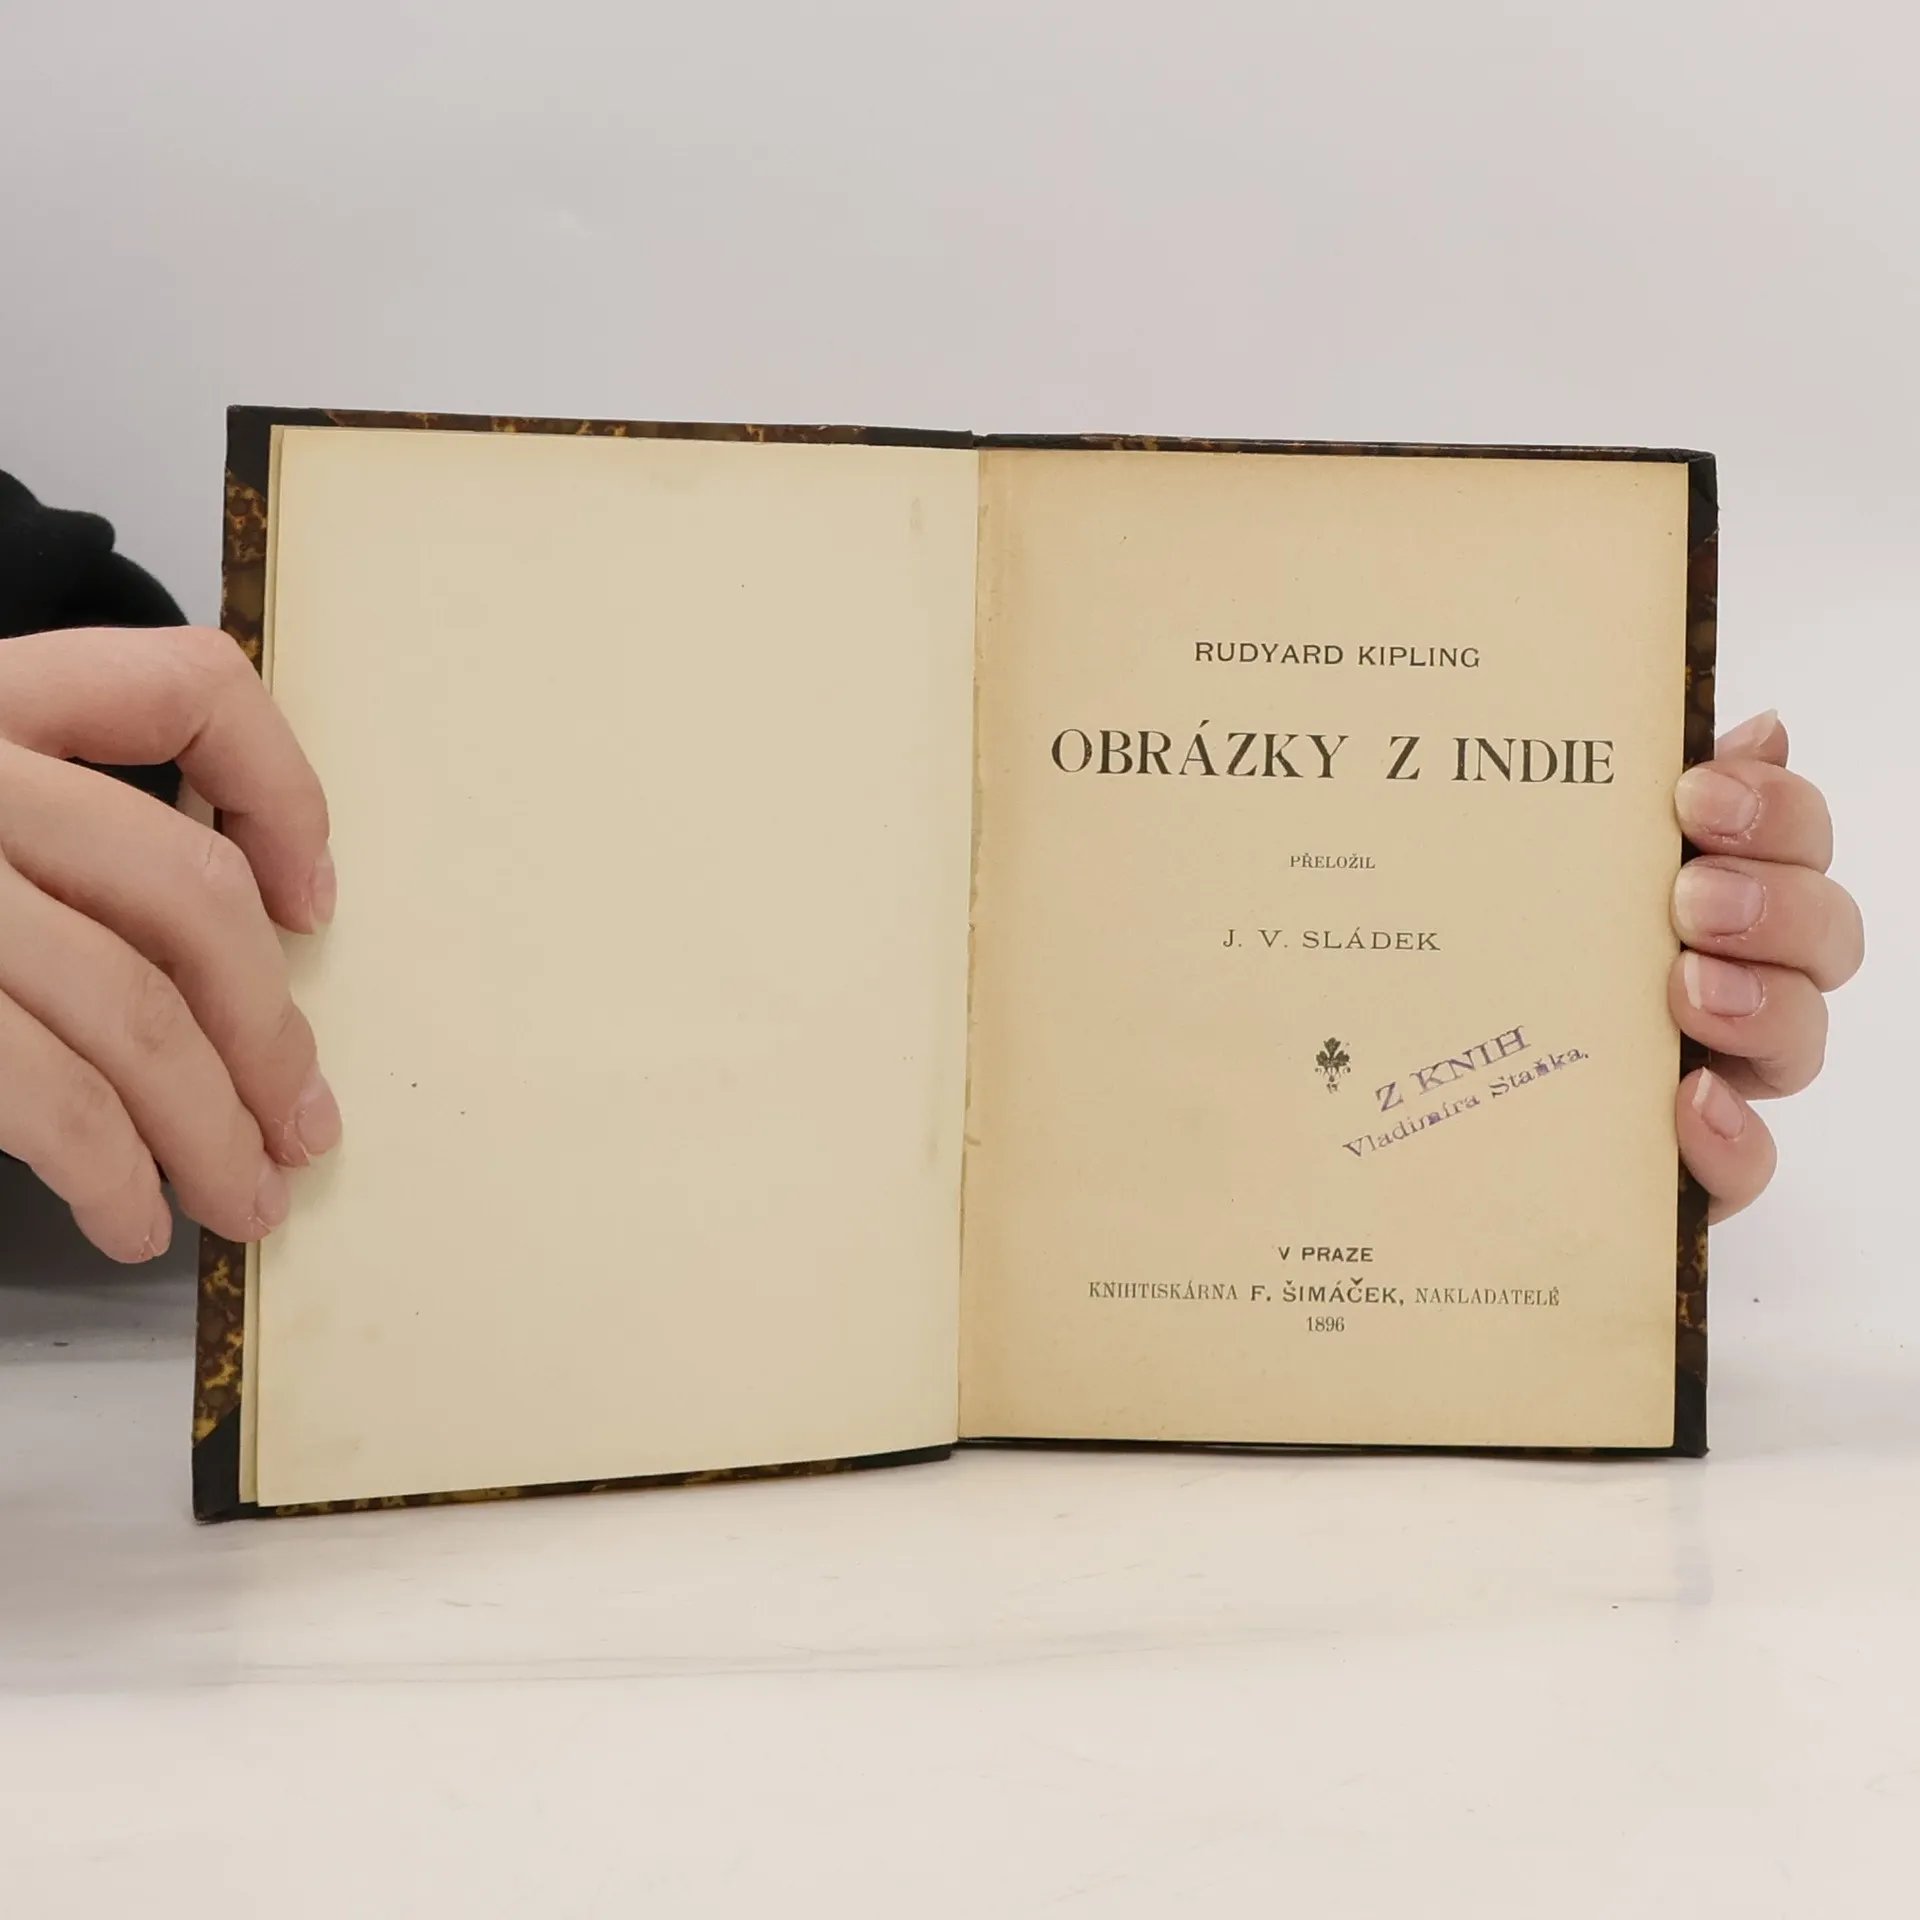 RUDYARD KIPLING
OBRÁZKY Z INDIE
PŘELOŽIL
J. V. SLÁDEK
Z KNIH
Vladimíra Staňka.
V PRAZE
KNIHTISKÁRNA F. ŠIMÁČEK, NAKLADATELÉ
1896